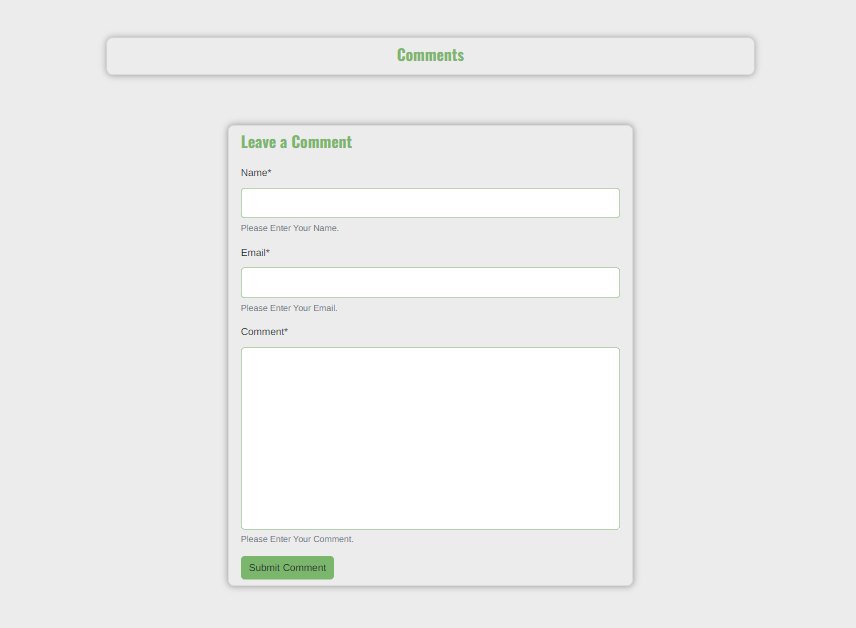 Comments
Leave a Comment
Name*
Please Enter Your Name.
Email*
Please Enter Your Email.
Comment*
Please Enter Your Comment.
Submit Comment